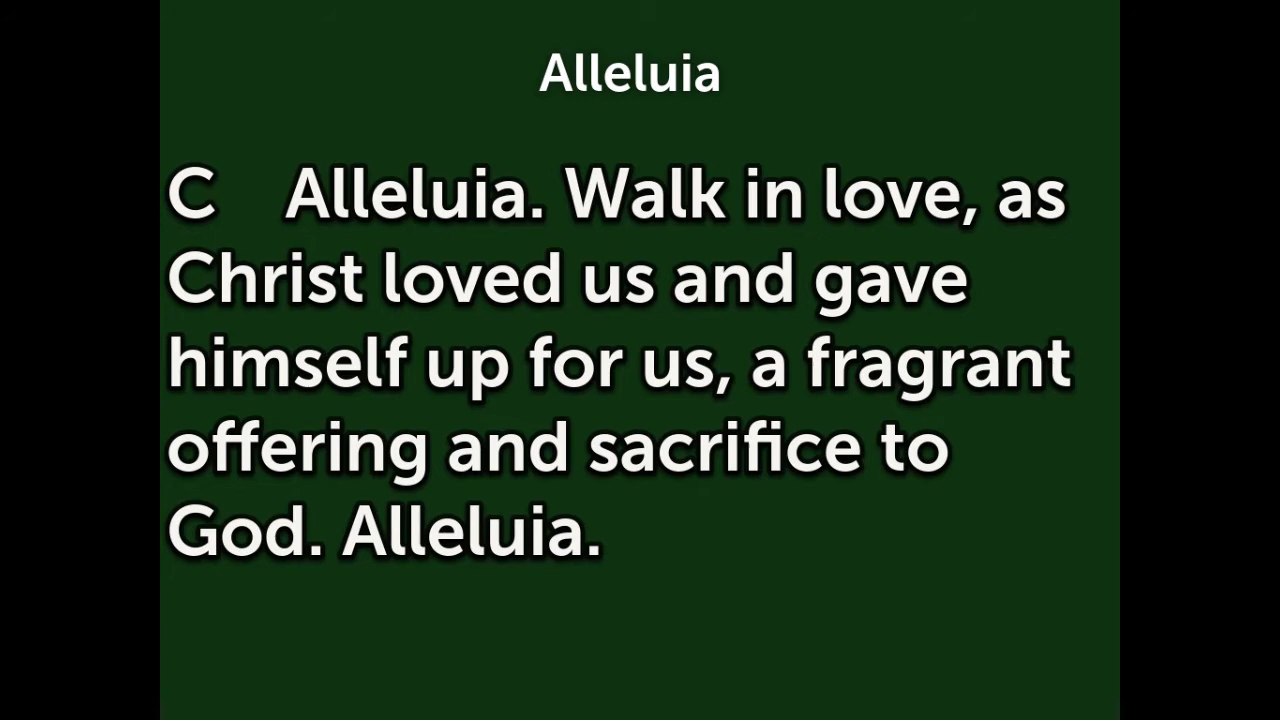 Alleluia
C Alleluia. Walk in love, as
Christ loved us and gave
himself up for us, a fragrant
offering and sacrifice to
God. Alleluia.